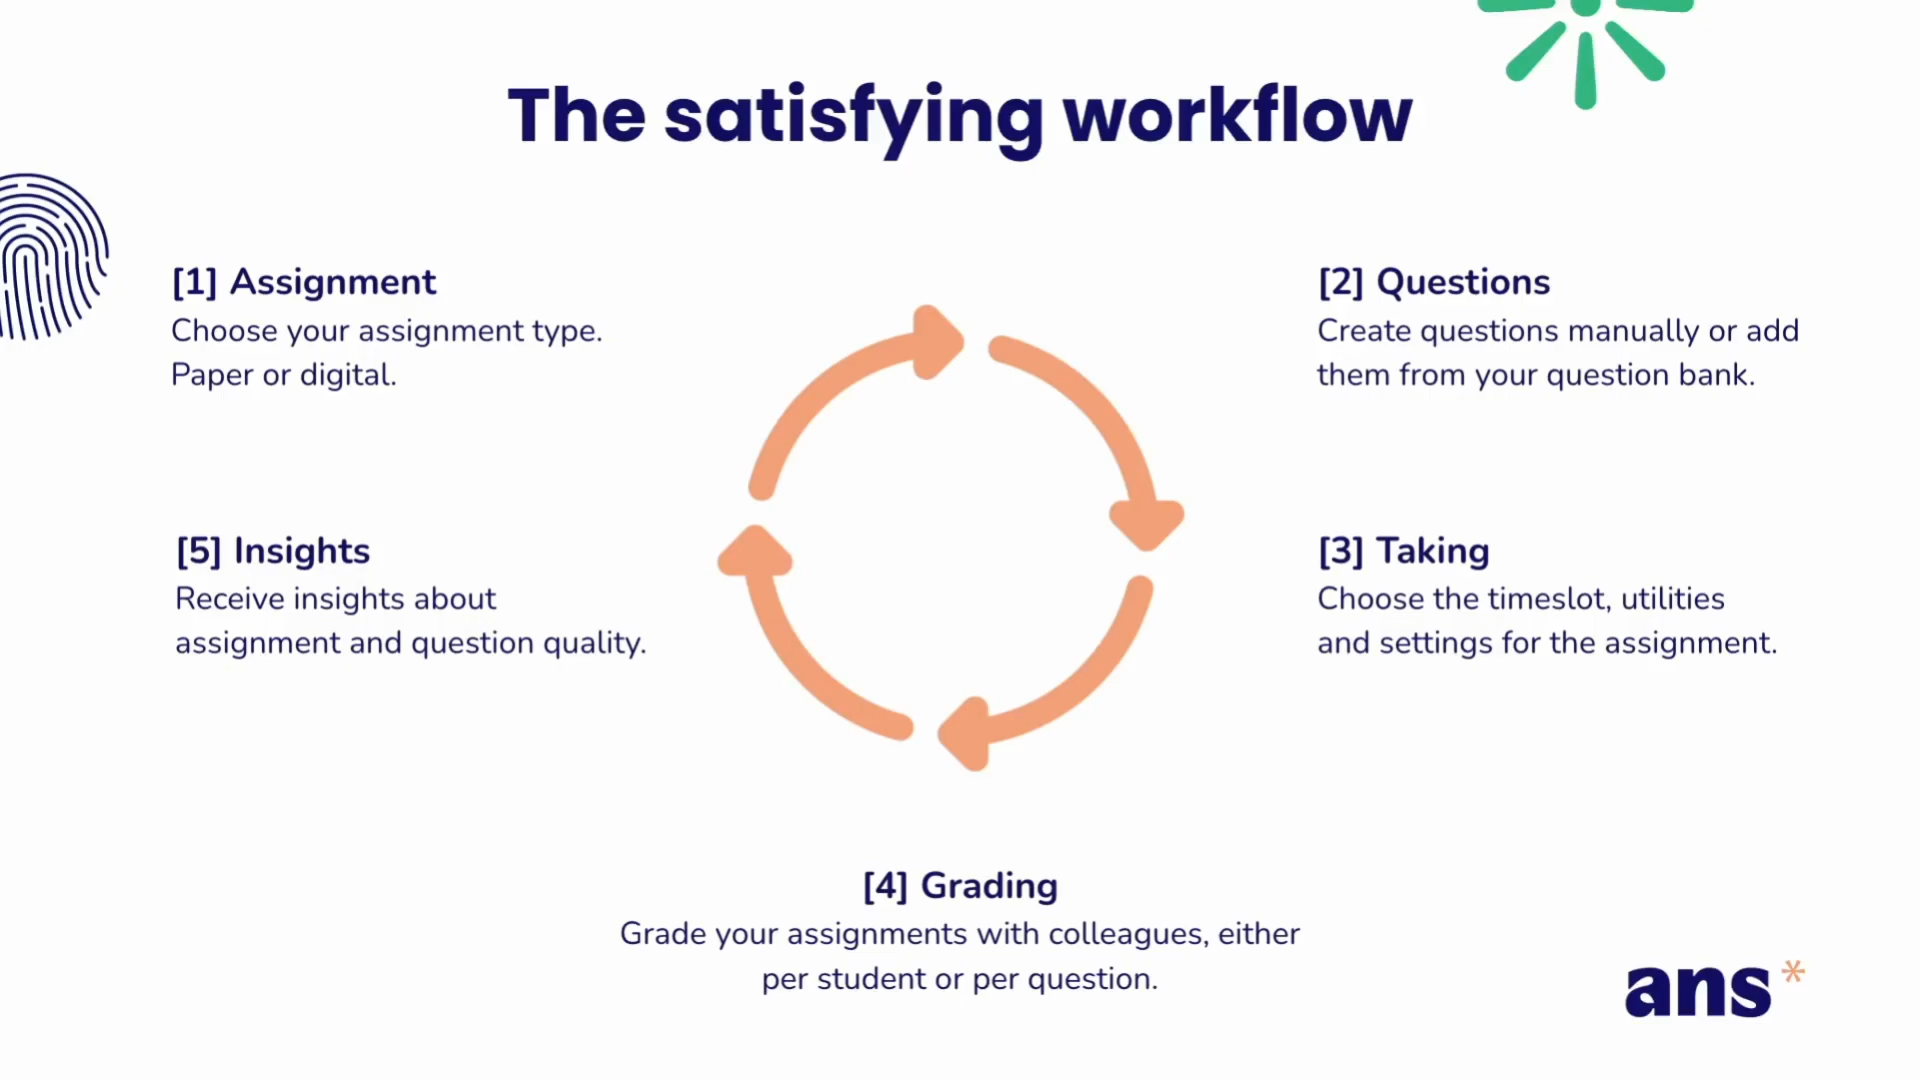 The satisfying workflow
[1] Assignment
Choose your assignment type.
Paper or digital.
[2] Questions
Create questions manually or add
them from your question bank.
[5] Insights
Receive insights about
assignment and question quality.
[3] Taking
Choose the timeslot, utilities
and settings for the assignment.
[4] Grading
Grade your assignments with colleagues, either
per student or per question.
ans*